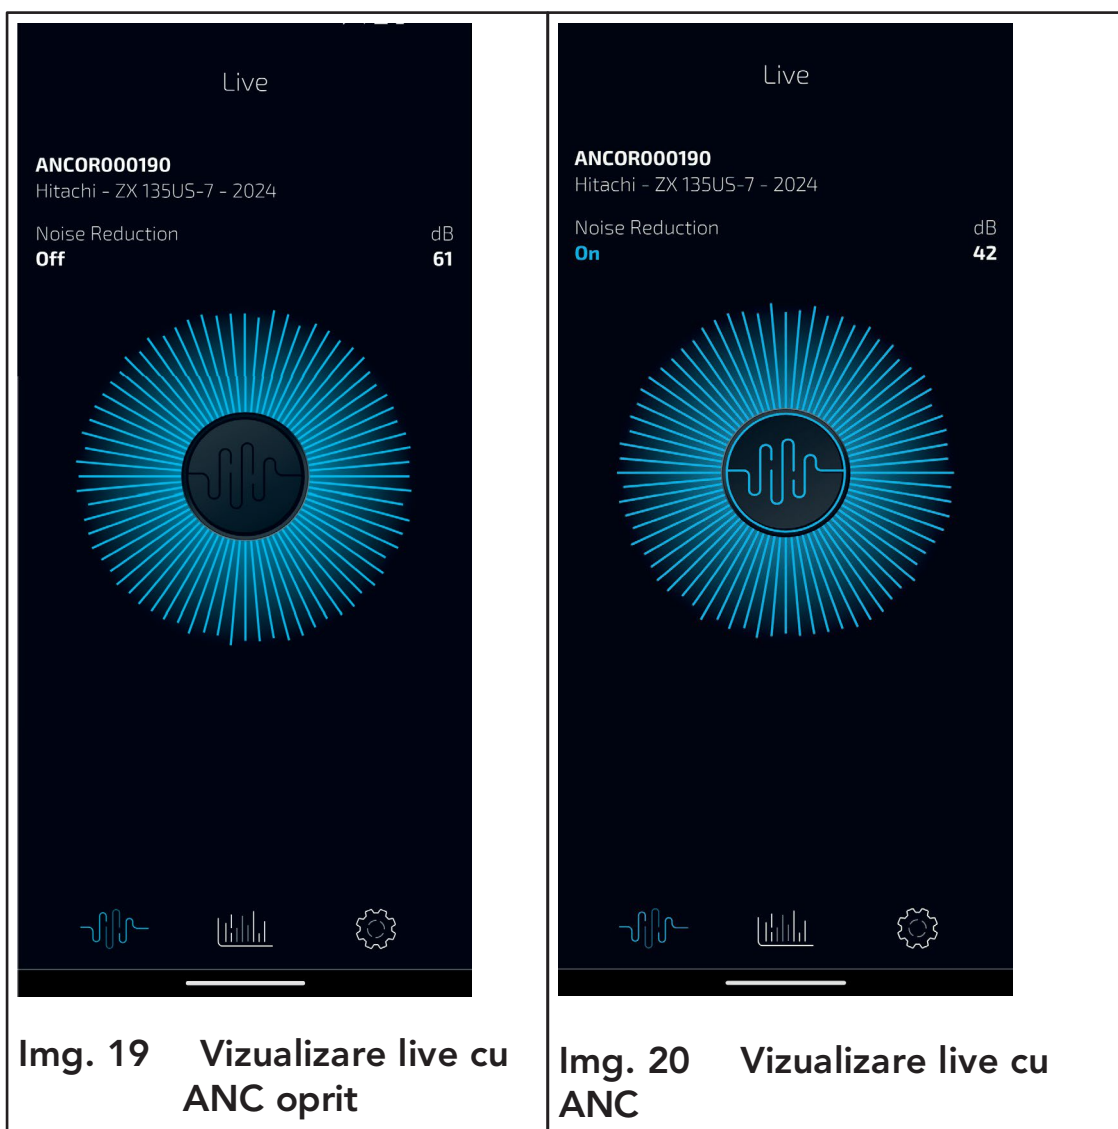 Live
ANCOR000190
Hitachi - ZX 135US-7 - 2024
Noise Reduction dB
Off 61
Img. 19 Vizualizare live cu
ANC oprit
Live
ANCOR000190
Hitachi - ZX 135US-7 - 2024
Noise Reduction dB
On 42
Img. 20 Vizualizare live cu
ANC